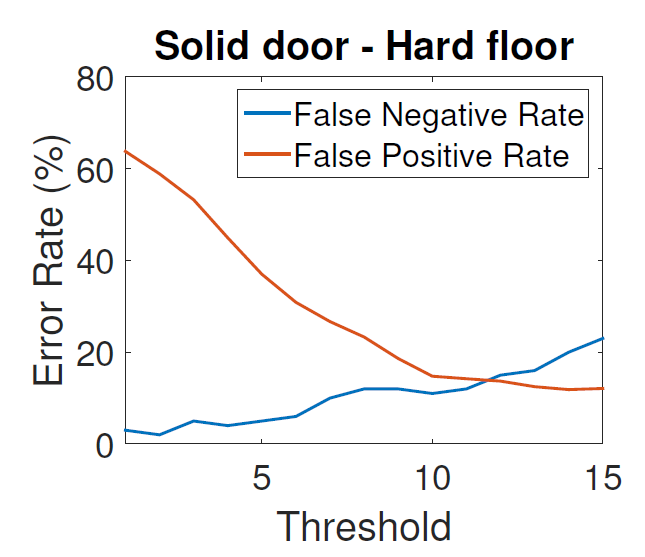 Solid door - Hard floor
False Negative Rate
False Positive Rate
Error Rate (%)
80
60
40
20
0
5
10
15
Threshold